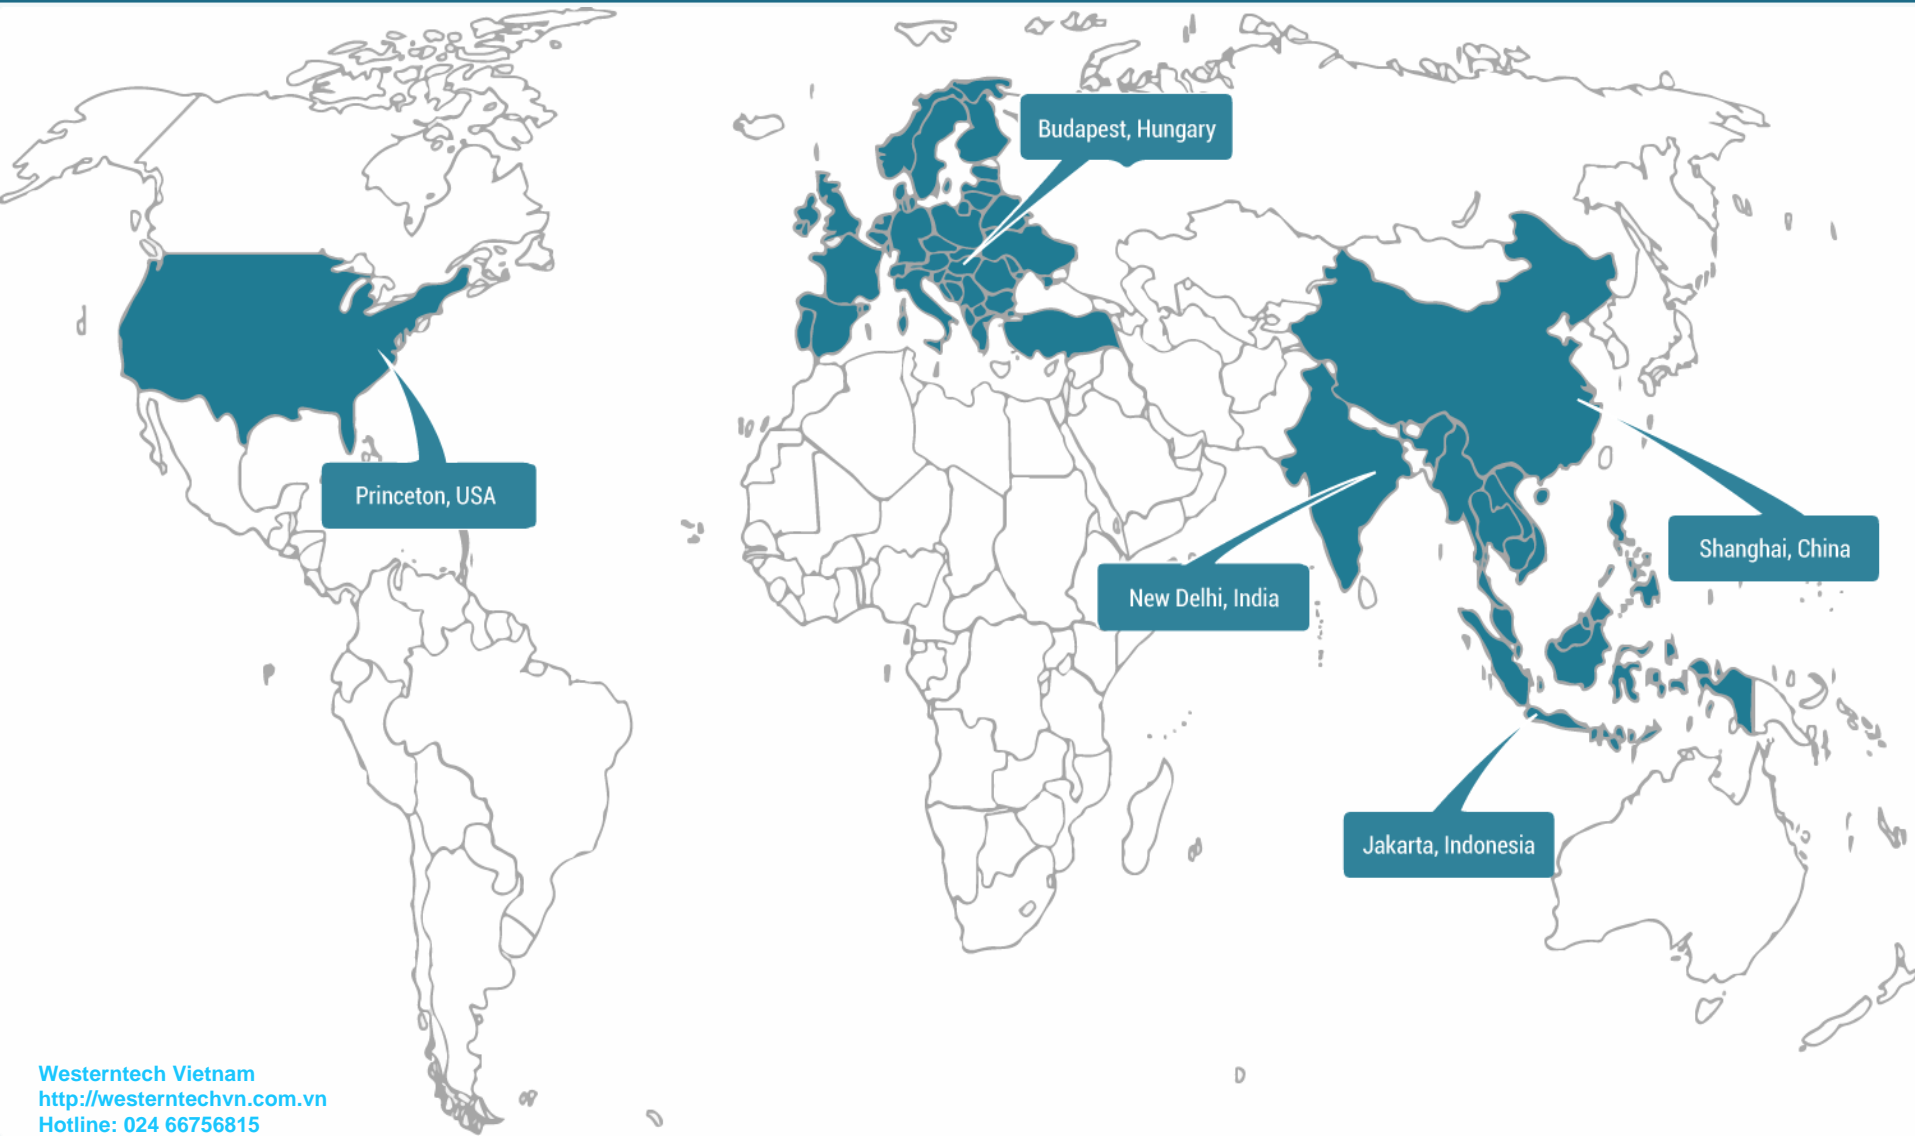 Budapest, Hungary
Princeton, USA
Shanghai, China
New Delhi, India
Jakarta, Indonesia
Westerntech Vietnam
http://westerntechvn.com.vn
Hotline: 024 66756815